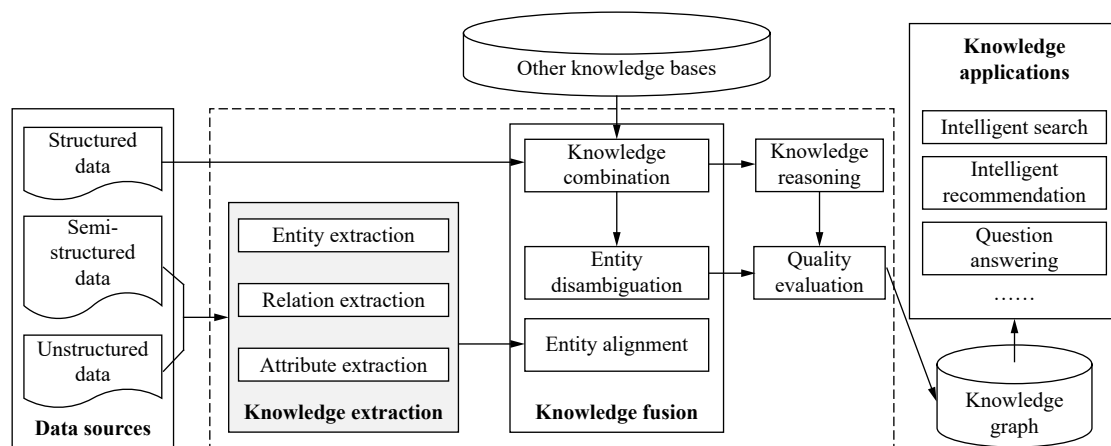 Other knowledge bases
Knowledge
applications
Intelligent search
Intelligent
recommendation
Question
answering
......
Structured
data
Semi-
structured data
Unstructured
data
Data sources
Entity extraction
Relation extraction
Attribute extraction
Knowledge extraction
Knowledge
combination
Entity
disambiguation
Entity alignment
Knowledge fusion
Knowledge
reasoning
Quality
evaluation
Knowledge
graph